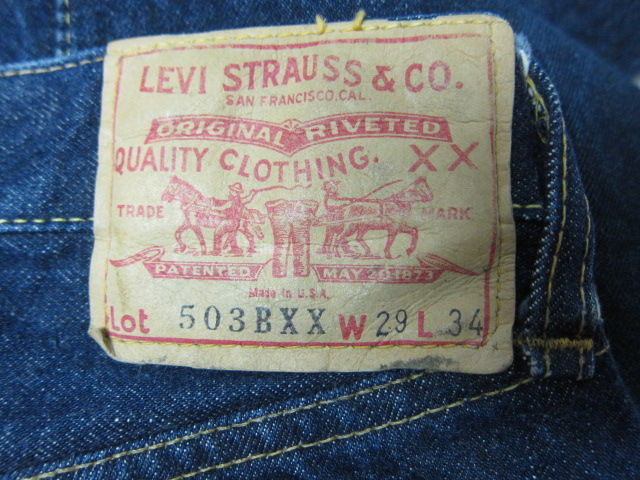 LEVI STRAUSS & CO.
SAN FRANCISCO, CAL.
ORIGINAL RIVETED
QUALITY CLOTHING. XX
TRADE MARK
PATENTED MAY 20 1873
Made in U.S.A.
Lot 503BXX W 29 L 34